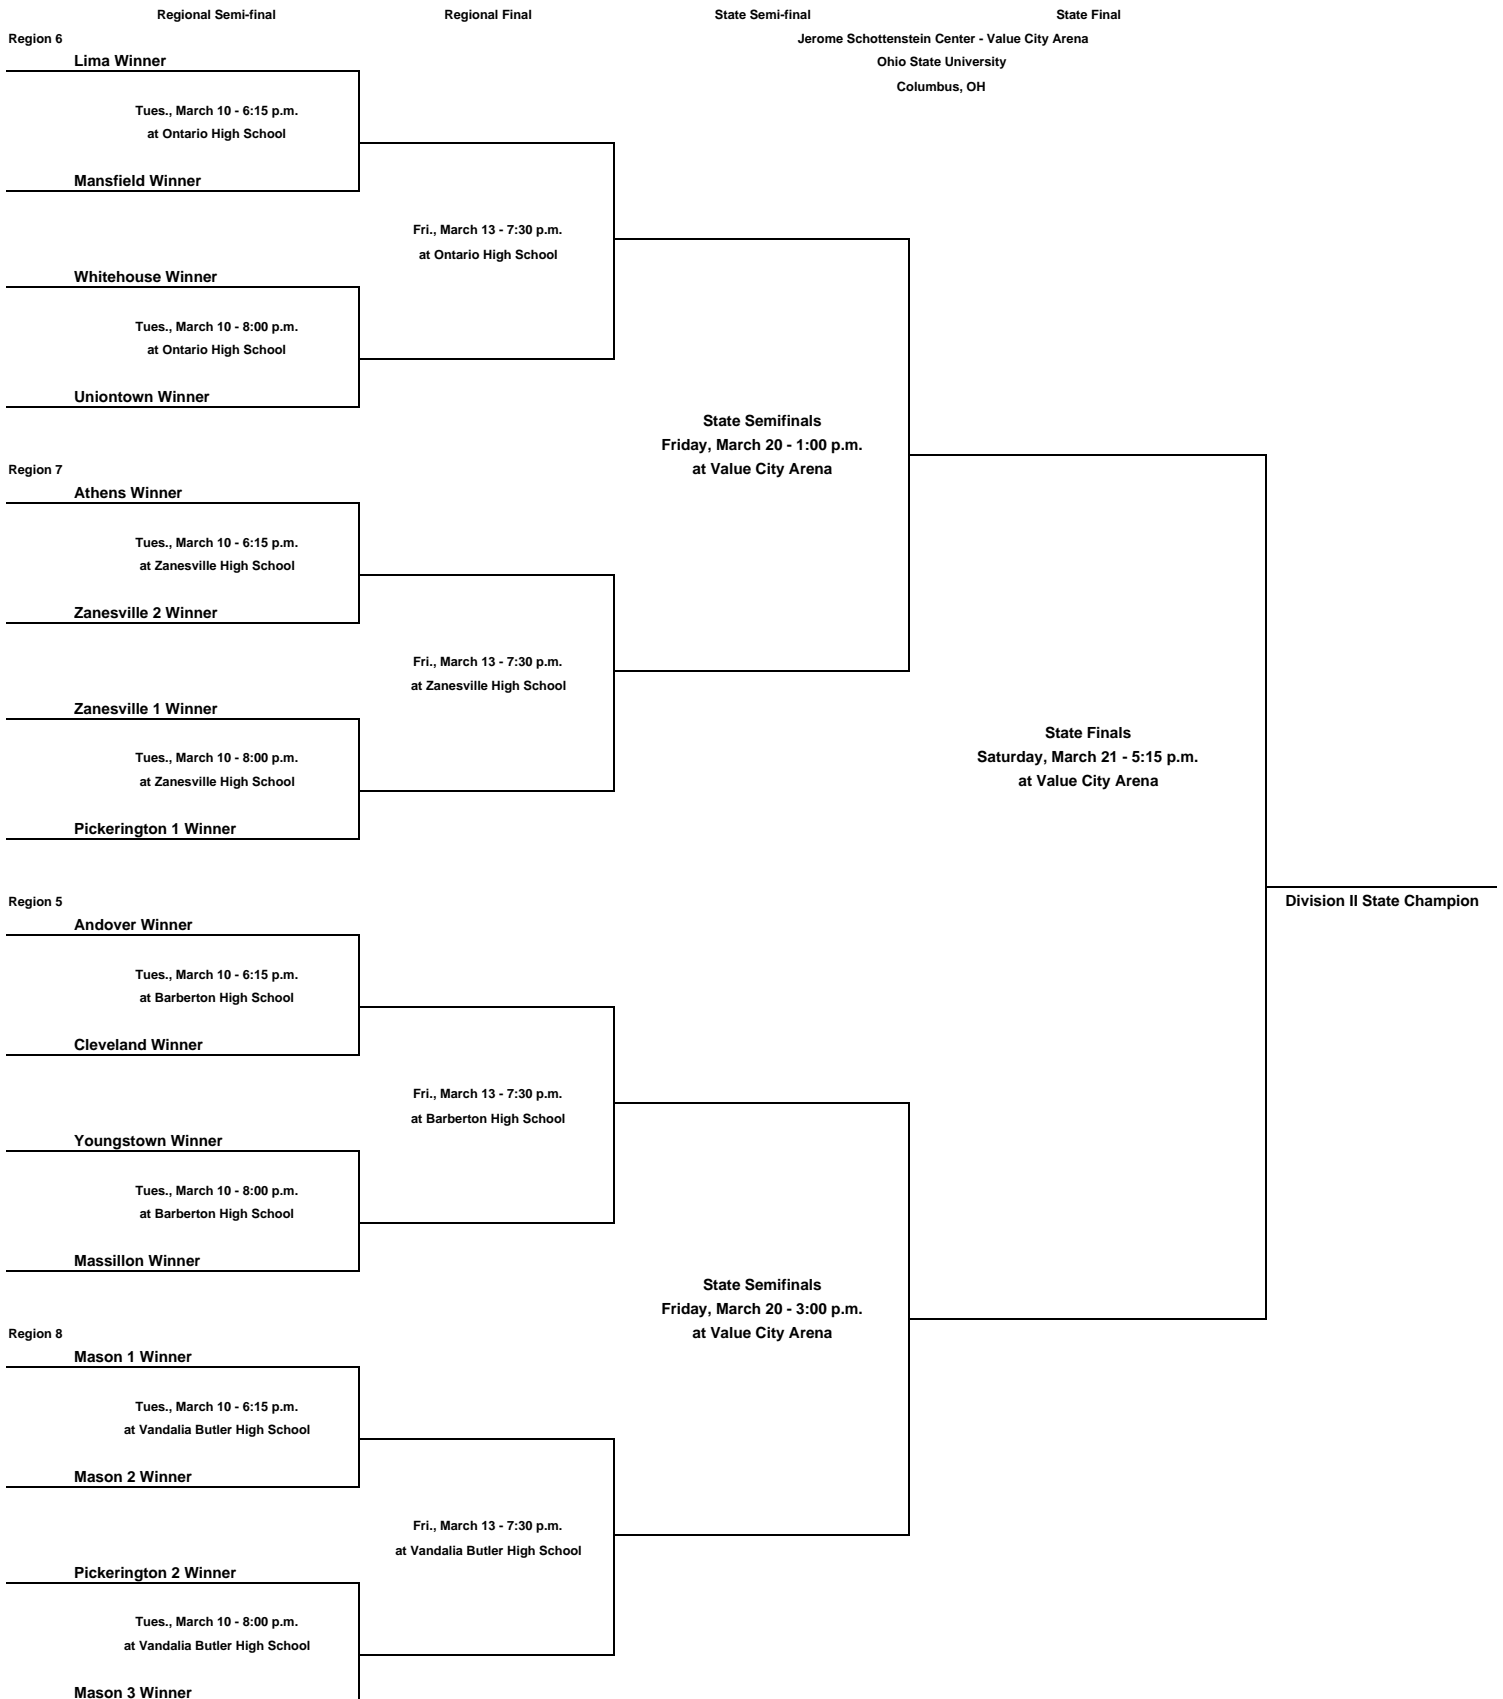 Regional Semi-final
Regional Final
State Semi-final
State Final
Region 6
Jerome Schottenstein Center - Value City Arena
Lima Winner
Ohio State University
Columbus, OH
Tues., March 10 - 6:15 p.m.
at Ontario High School
Mansfield Winner
Fri., March 13 - 7:30 p.m.
at Ontario High School
Whitehouse Winner
Tues., March 10 - 8:00 p.m.
at Ontario High School
Uniontown Winner
State Semifinals
Friday, March 20 - 1:00 p.m.
at Value City Arena
Region 7
Athens Winner
Tues., March 10 - 6:15 p.m.
at Zanesville High School
Zanesville 2 Winner
Fri., March 13 - 7:30 p.m.
at Zanesville High School
Zanesville 1 Winner
State Finals
Saturday, March 21 - 5:15 p.m.
at Value City Arena
Tues., March 10 - 8:00 p.m.
at Zanesville High School
Pickerington 1 Winner
Region 5
Division II State Champion
Andover Winner
Tues., March 10 - 6:15 p.m.
at Barberton High School
Cleveland Winner
Fri., March 13 - 7:30 p.m.
at Barberton High School
Youngstown Winner
Tues., March 10 - 8:00 p.m.
at Barberton High School
Massillon Winner
State Semifinals
Friday, March 20 - 3:00 p.m.
at Value City Arena
Region 8
Mason 1 Winner
Tues., March 10 - 6:15 p.m.
at Vandalia Butler High School
Mason 2 Winner
Fri., March 13 - 7:30 p.m.
at Vandalia Butler High School
Pickerington 2 Winner
Tues., March 10 - 8:00 p.m.
at Vandalia Butler High School
Mason 3 Winner